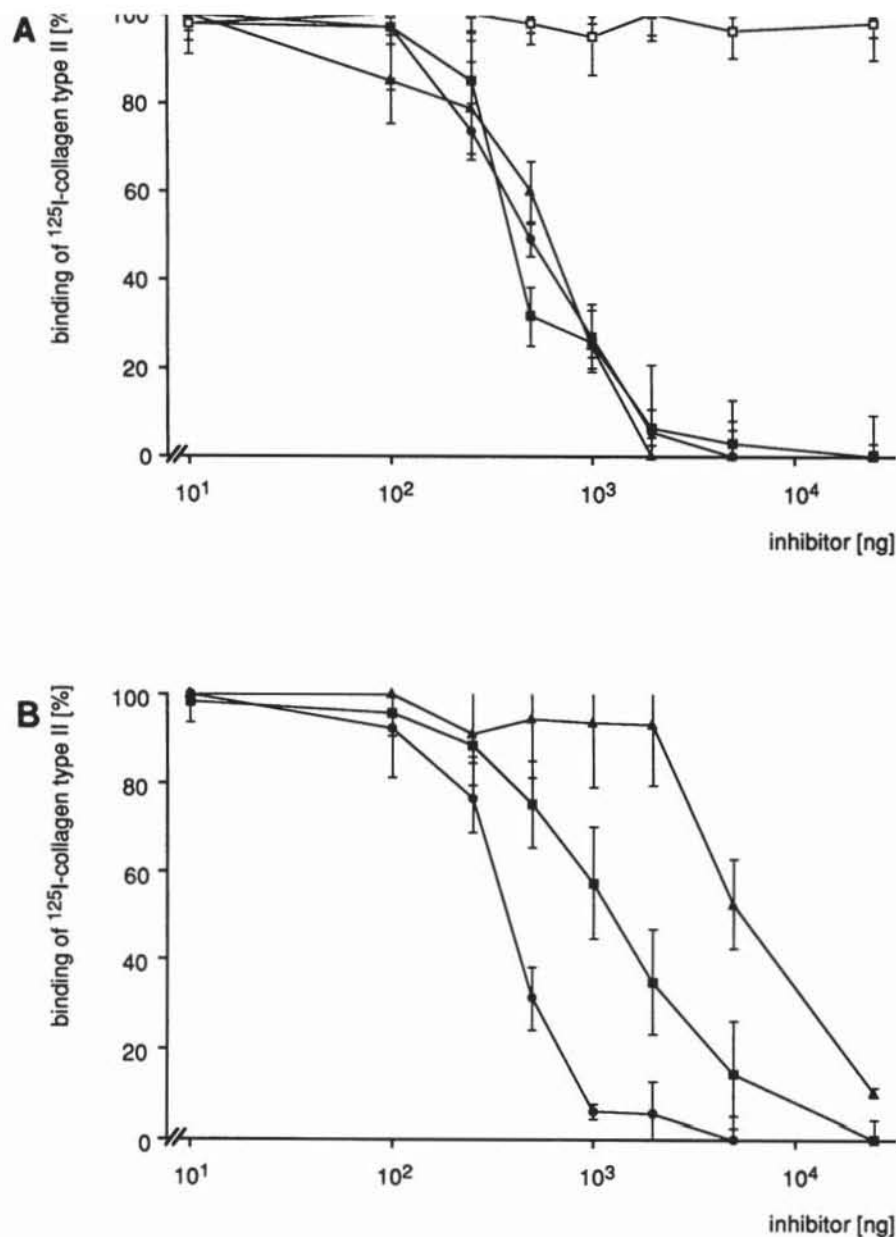 A
binding of ¹²⁵I-collagen type II [%]
100
80
60
40
20
0
10¹ 10² 10³ 10⁴
inhibitor [ng]
B
binding of ¹²⁵I-collagen type II [%]
100
80
60
40
20
0
10¹ 10² 10³ 10⁴
inhibitor [ng]